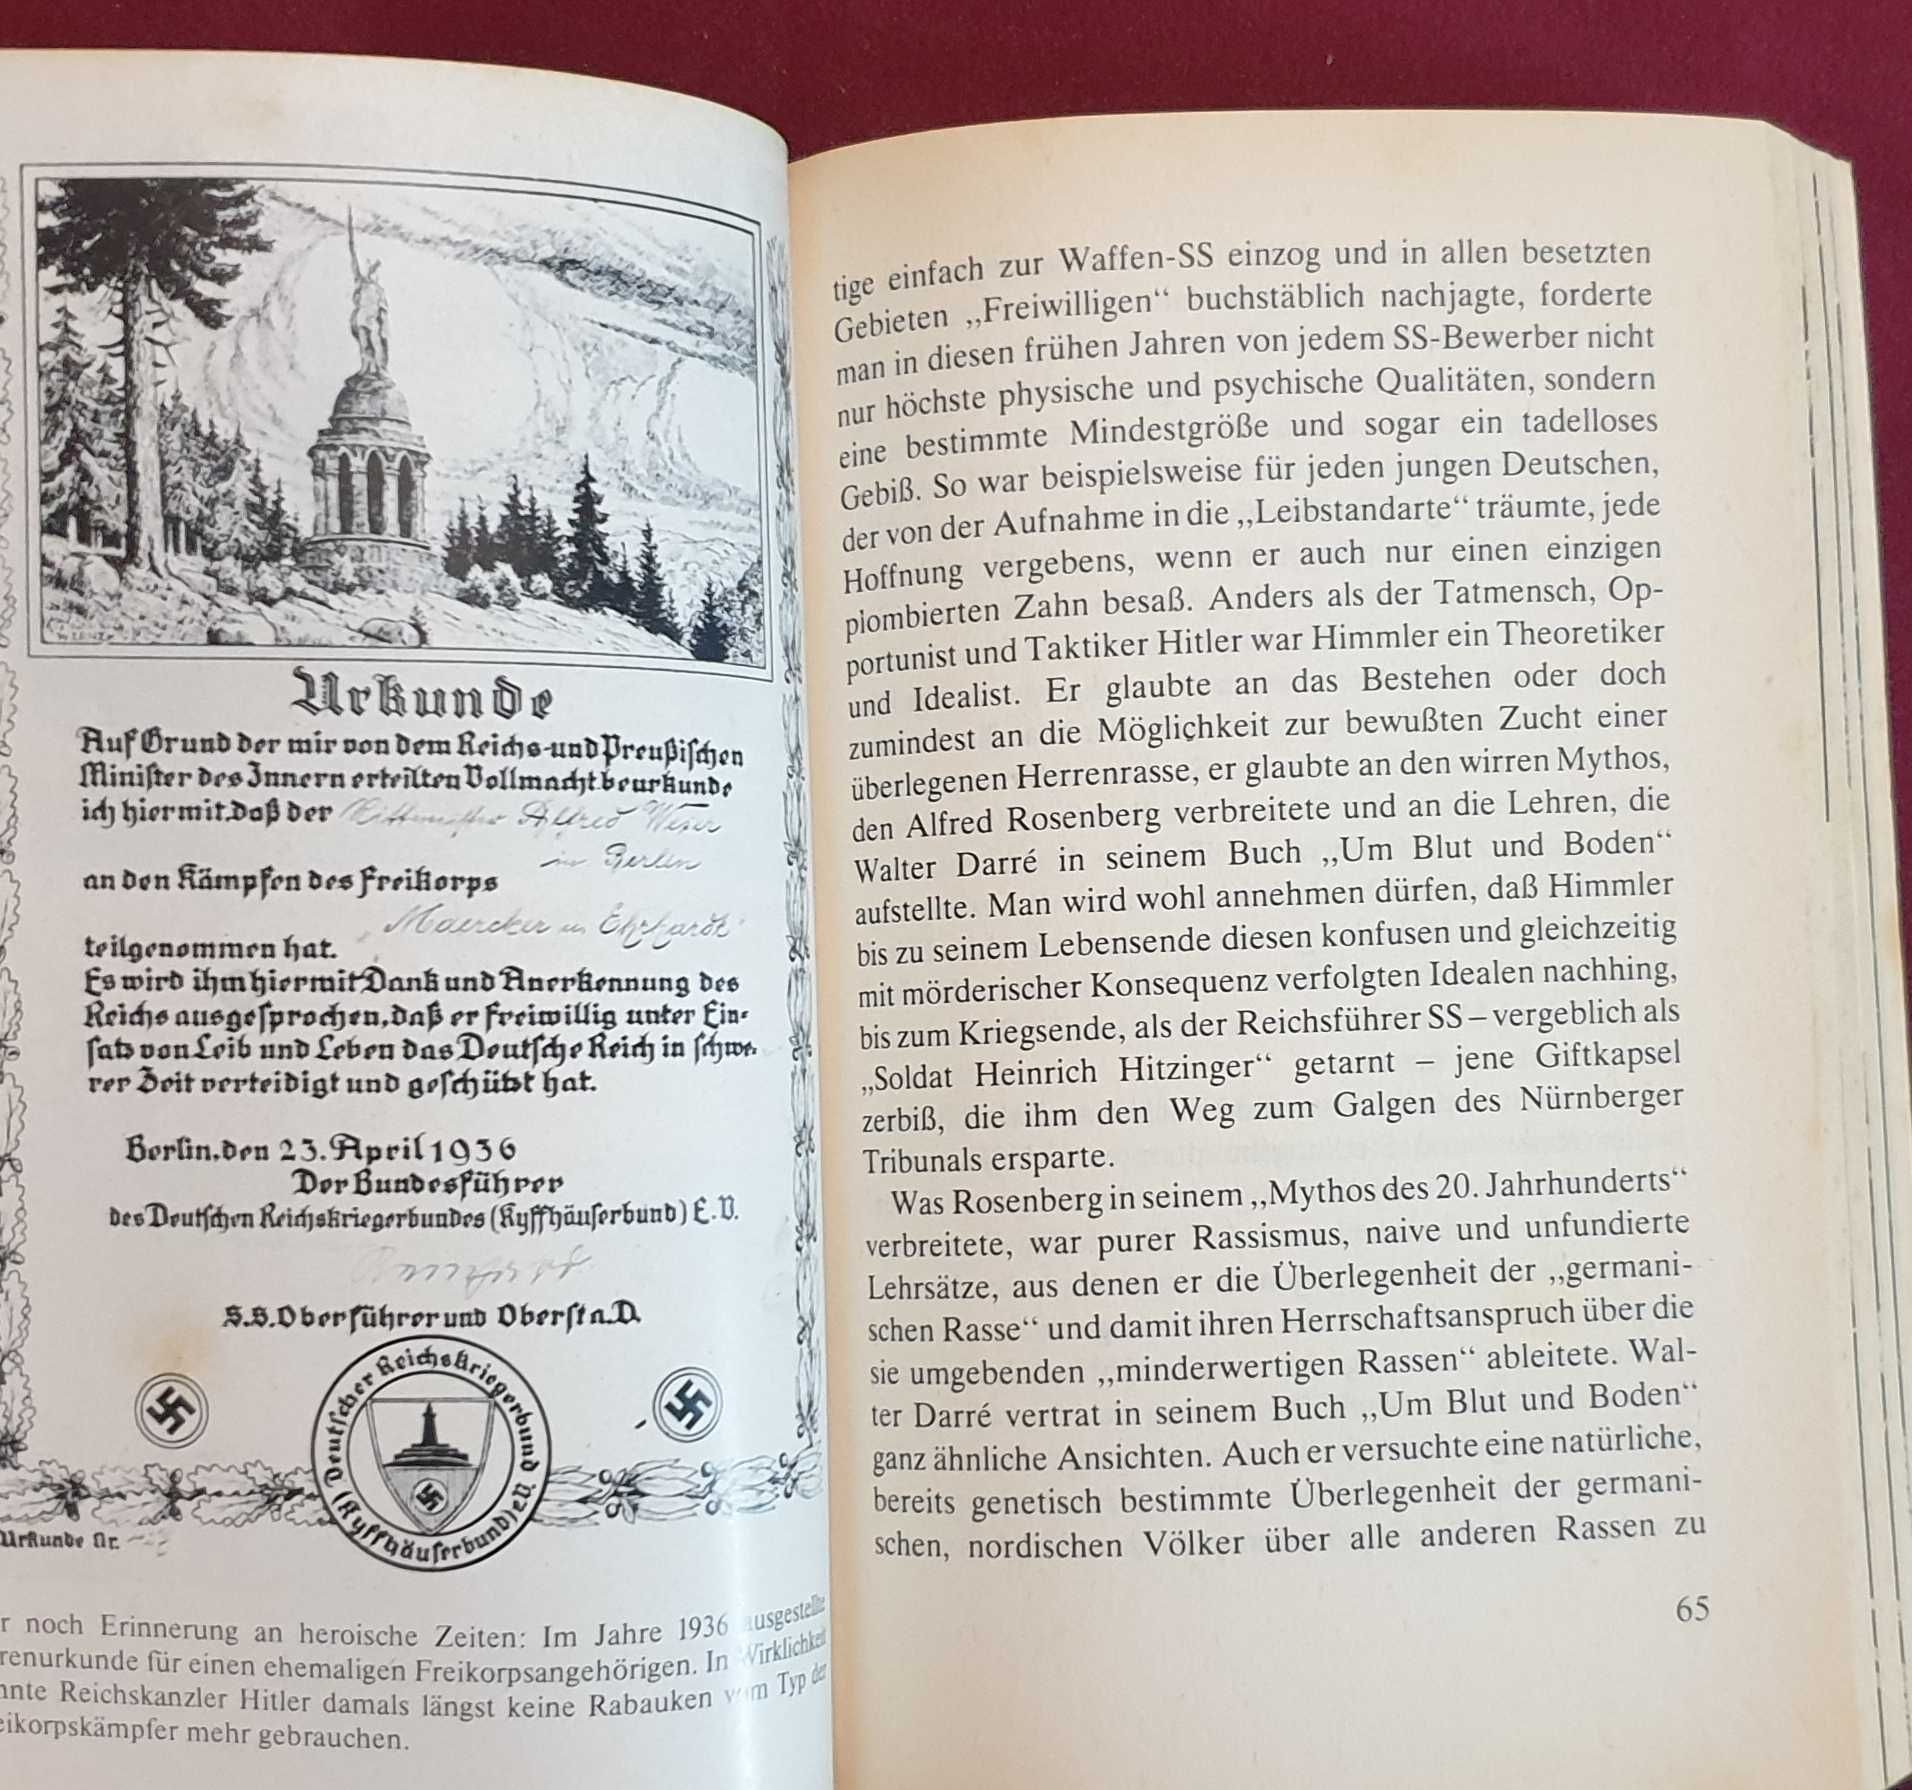 Urkunde
Auf Grund der mir von dem Reichs- und Preußischen
Minister des Innern erteilten Vollmacht beurkunde
ich hiermit, daß der Rittmeister Alfred Weser
in Berlin
an den Kämpfen des Freikorps
Maercker u. Ehrhardt
teilgenommen hat.
Es wird ihm hiermit Dank und Anerkennung des
Reichs ausgesprochen, daß er freiwillig unter Ein-
satz von Leib und Leben das Deutsche Reich in schwe-
rer Zeit verteidigt und geschützt hat.
Berlin, den 23. April 1936
Der Bundesführer
des Deutschen Reichskriegerbundes (Kyffhäuserbund) E.V.
S.S. Oberführer und Oberst a.D.
Deutscher Reichskriegerbund
(Kyffhäuserbund) e.V.
Urkunde Nr.
r noch Erinnerung an heroische Zeiten: Im Jahre 1936 ausgestellte
renurkunde für einen ehemaligen Freikorpsangehörigen. In Wirklichkeit
nnte Reichskanzler Hitler damals längst keine Rabauken vom Typ der
eikorpskämpfer mehr gebrauchen.
tige einfach zur Waffen-SS einzog und in allen besetzten
Gebieten „Freiwilligen“ buchstäblich nachjagte, forderte
man in diesen frühen Jahren von jedem SS-Bewerber nicht
nur höchste physische und psychische Qualitäten, sondern
eine bestimmte Mindestgröße und sogar ein tadelloses
Gebiß. So war beispielsweise für jeden jungen Deutschen,
der von der Aufnahme in die „Leibstandarte“ träumte, jede
Hoffnung vergebens, wenn er auch nur einen einzigen
plombierten Zahn besaß. Anders als der Tatmensch, Op-
portunist und Taktiker Hitler war Himmler ein Theoretiker
und Idealist. Er glaubte an das Bestehen oder doch
zumindest an die Möglichkeit zur bewußten Zucht einer
überlegenen Herrenrasse, er glaubte an den wirren Mythos,
den Alfred Rosenberg verbreitete und an die Lehren, die
Walter Darré in seinem Buch „Um Blut und Boden“
aufstellte. Man wird wohl annehmen dürfen, daß Himmler
bis zu seinem Lebensende diesen konfusen und gleichzeitig
mit mörderischer Konsequenz verfolgten Idealen nachhing,
bis zum Kriegsende, als der Reichsführer SS – vergeblich als
„Soldat Heinrich Hitzinger“ getarnt – jene Giftkapsel
zerbiß, die ihm den Weg zum Galgen des Nürnberger
Tribunals ersparte.
Was Rosenberg in seinem „Mythos des 20. Jahrhunderts“
verbreitete, war purer Rassismus, naive und unfundierte
Lehrsätze, aus denen er die Überlegenheit der „germani-
schen Rasse“ und damit ihren Herrschaftsanspruch über die
sie umgebenden „minderwertigen Rassen“ ableitete. Wal-
ter Darré vertrat in seinem Buch „Um Blut und Boden“
ganz ähnliche Ansichten. Auch er versuchte eine natürliche,
bereits genetisch bestimmte Überlegenheit der germani-
schen, nordischen Völker über alle anderen Rassen zu
65